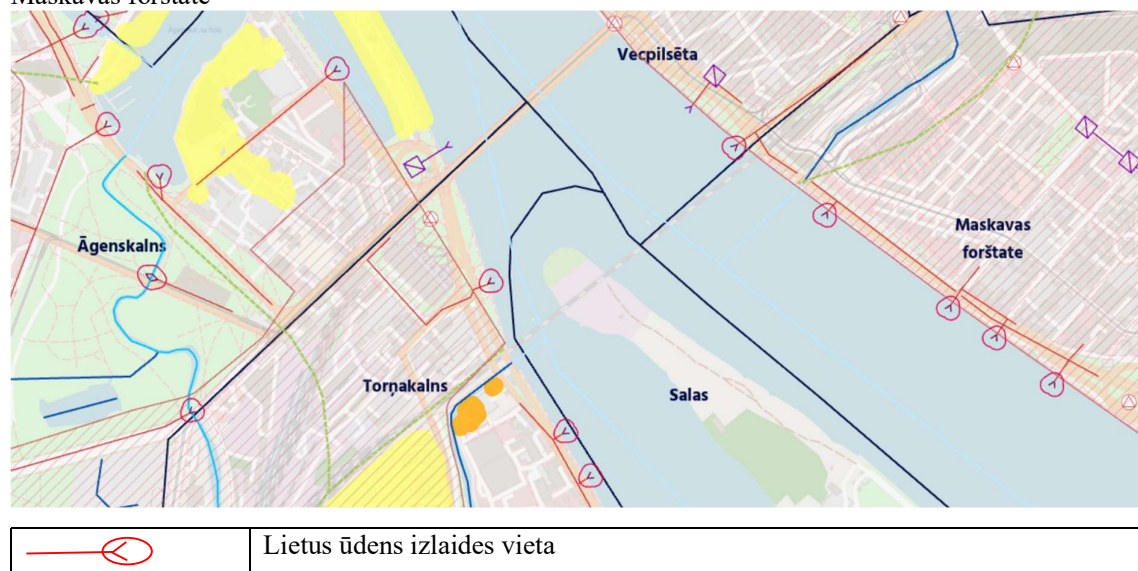 Maskavas forštate
Vecpilsēta
Āgenskalns
Maskavas
forštate
Torņakalns
Salas
Lietus ūdens izlaides vieta